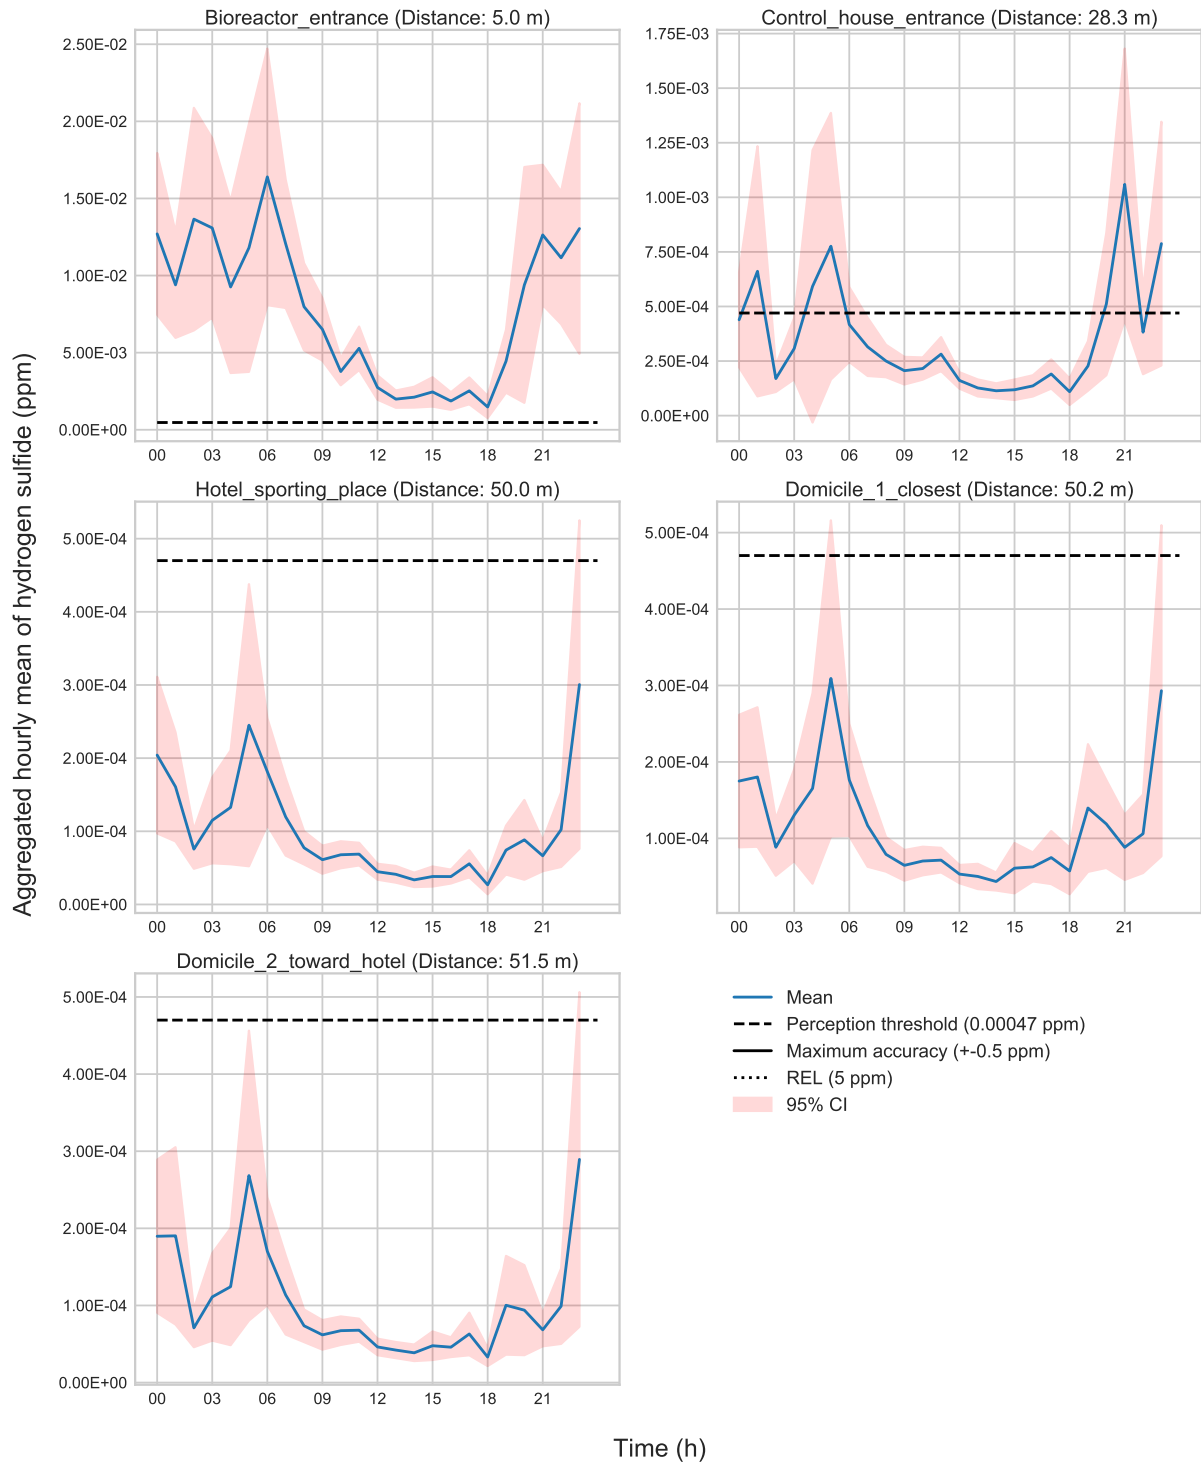 Bioreactor_entrance (Distance: 5.0 m)
2.50E-02
2.00E-02
1.50E-02
1.00E-02
5.00E-03
0.00E+00
00 03 06 09 12 15 18 21
Control_house_entrance (Distance: 28.3 m)
1.75E-03
1.50E-03
1.25E-03
1.00E-03
7.50E-04
5.00E-04
2.50E-04
0.00E+00
00 03 06 09 12 15 18 21
Aggregated hourly mean of hydrogen sulfide (ppm)
Hotel_sporting_place (Distance: 50.0 m)
5.00E-04
4.00E-04
3.00E-04
2.00E-04
1.00E-04
0.00E+00
00 03 06 09 12 15 18 21
Domicile_1_closest (Distance: 50.2 m)
5.00E-04
4.00E-04
3.00E-04
2.00E-04
1.00E-04
00 03 06 09 12 15 18 21
Domicile_2_toward_hotel (Distance: 51.5 m)
5.00E-04
4.00E-04
3.00E-04
2.00E-04
1.00E-04
0.00E+00
00 03 06 09 12 15 18 21
Mean
Perception threshold (0.00047 ppm)
Maximum accuracy (+-0.5 ppm)
REL (5 ppm)
95% CI
Time (h)